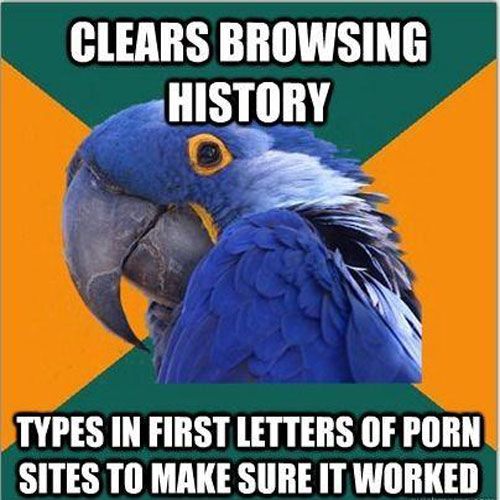 CLEARS BROWSING
HISTORY
TYPES IN FIRST LETTERS OF PORN
SITES TO MAKE SURE IT WORKED